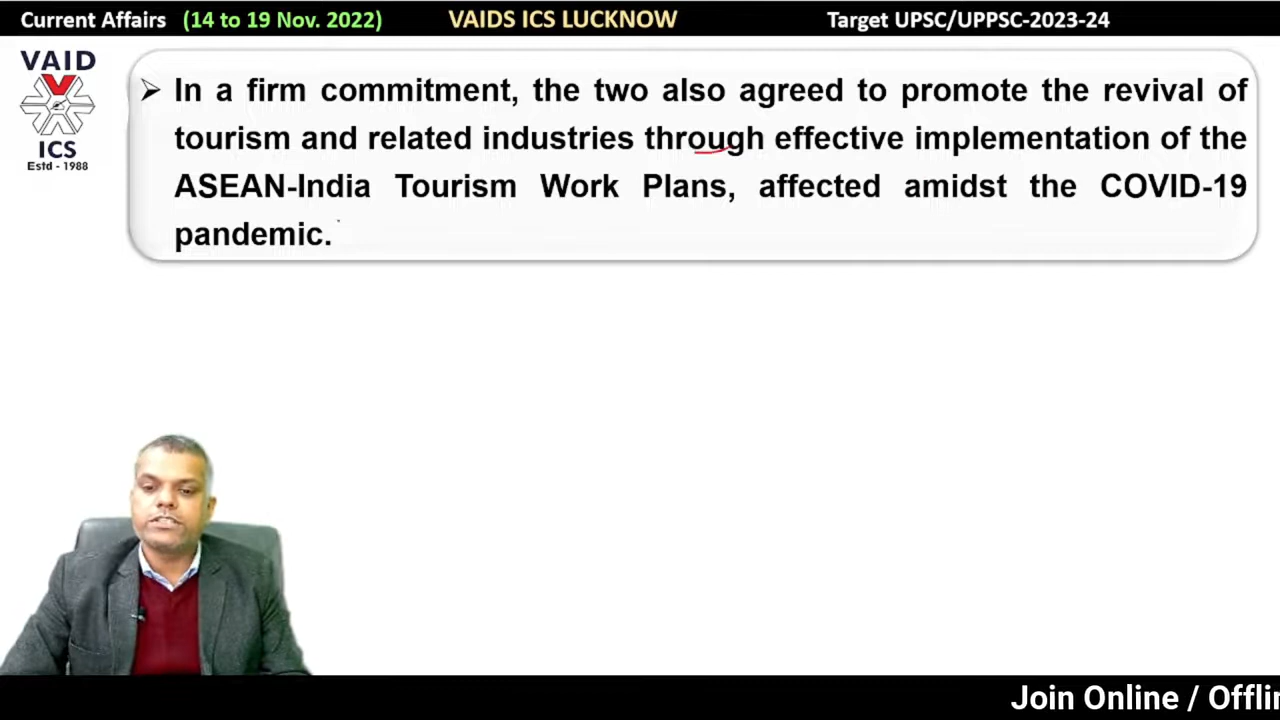 Current Affairs (14 to 19 Nov. 2022) VAIDS ICS LUCKNOW Target UPSC/UPPSC-2023-24
VAID
ICS
Estd - 1988
➢ In a firm commitment, the two also agreed to promote the revival of
tourism and related industries through effective implementation of the
ASEAN-India Tourism Work Plans, affected amidst the COVID-19
pandemic.
Join Online / Offli